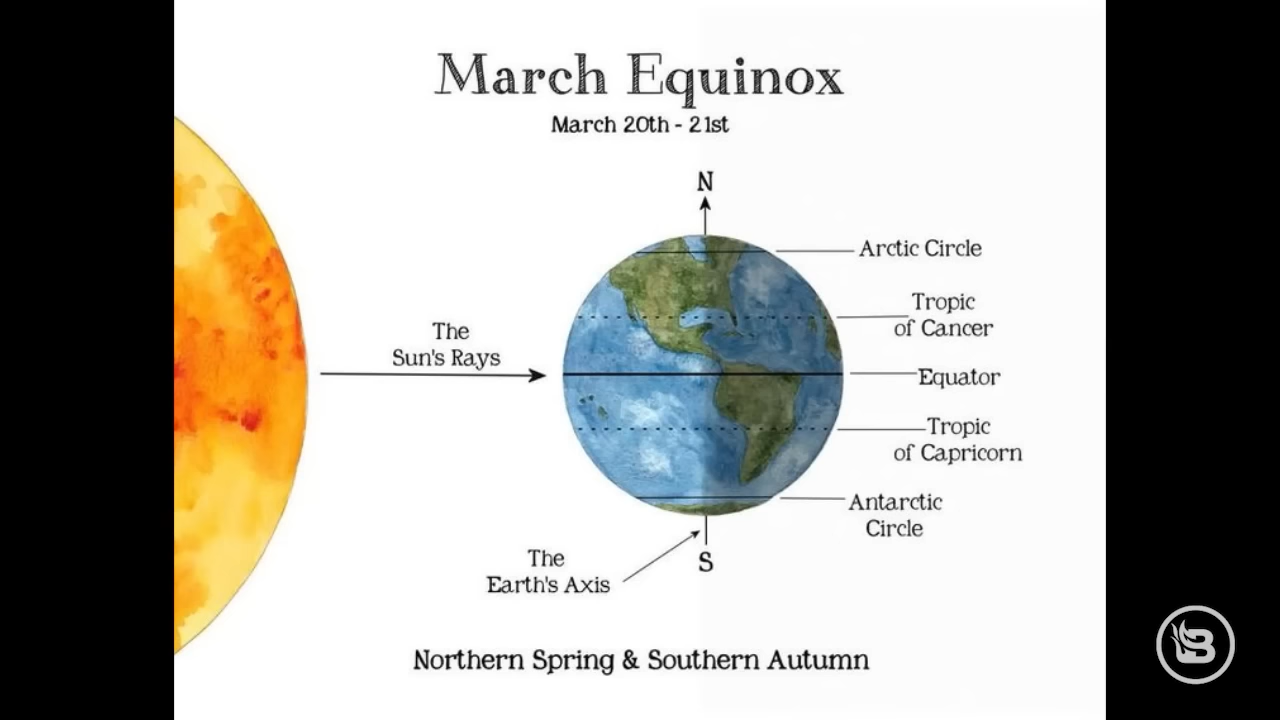 March Equinox
March 20th - 21st
N
Arctic Circle
Tropic
of Cancer
The
Sun's Rays
Equator
Tropic
of Capricorn
Antarctic
Circle
The
Earth's Axis
S
Northern Spring & Southern Autumn
B